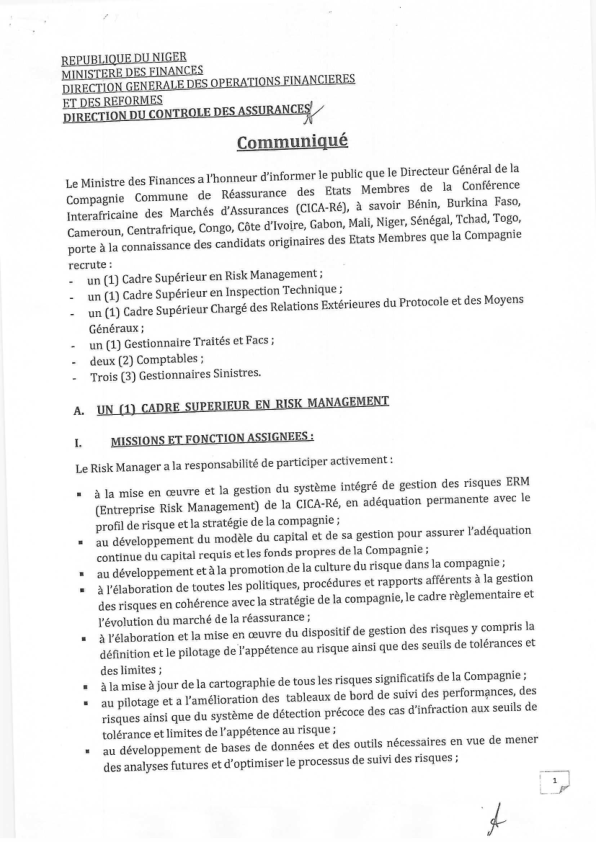 REPUBLIQUE DU NIGER
MINISTERE DES FINANCES
DIRECTION GENERALE DES OPERATIONS FINANCIERES
ET DES REFORMES
DIRECTION DU CONTROLE DES ASSURANCES
Communiqué
Le Ministre des Finances a l'honneur d'informer le public que le Directeur Général de la
Compagnie Commune de Réassurance des Etats Membres de la Conférence
Interafricaine des Marchés d'Assurances (CICA-Ré), à savoir Bénin, Burkina Faso,
Cameroun, Centrafrique, Congo, Côte d'Ivoire, Gabon, Mali, Niger, Sénégal, Tchad, Togo,
porte à la connaissance des candidats originaires des Etats Membres que la Compagnie
recrute :
- un (1) Cadre Supérieur en Risk Management ;
- un (1) Cadre Supérieur en Inspection Technique ;
- un (1) Cadre Supérieur Chargé des Relations Extérieures du Protocole et des Moyens
Généraux ;
- un (1) Gestionnaire Traités et Facs ;
- deux (2) Comptables ;
- Trois (3) Gestionnaires Sinistres.
A. UN (1) CADRE SUPERIEUR EN RISK MANAGEMENT
I. MISSIONS ET FONCTION ASSIGNEES :
Le Risk Manager a la responsabilité de participer activement :
▪ à la mise en œuvre et la gestion du système intégré de gestion des risques ERM
(Entreprise Risk Management) de la CICA-Ré, en adéquation permanente avec le
profil de risque et la stratégie de la compagnie ;
▪ au développement du modèle du capital et de sa gestion pour assurer l'adéquation
continue du capital requis et les fonds propres de la Compagnie ;
▪ au développement et à la promotion de la culture du risque dans la compagnie ;
▪ à l'élaboration de toutes les politiques, procédures et rapports afférents à la gestion
des risques en cohérence avec la stratégie de la compagnie, le cadre règlementaire et
l'évolution du marché de la réassurance ;
▪ à l'élaboration et la mise en œuvre du dispositif de gestion des risques y compris la
définition et le pilotage de l'appétence au risque ainsi que des seuils de tolérances et
des limites ;
▪ à la mise à jour de la cartographie de tous les risques significatifs de la Compagnie ;
▪ au pilotage et a l'amélioration des tableaux de bord de suivi des performances, des
risques ainsi que du système de détection précoce des cas d'infraction aux seuils de
tolérance et limites de l'appétence au risque ;
▪ au développement de bases de données et des outils nécessaires en vue de mener
des analyses futures et d'optimiser le processus de suivi des risques ;
1